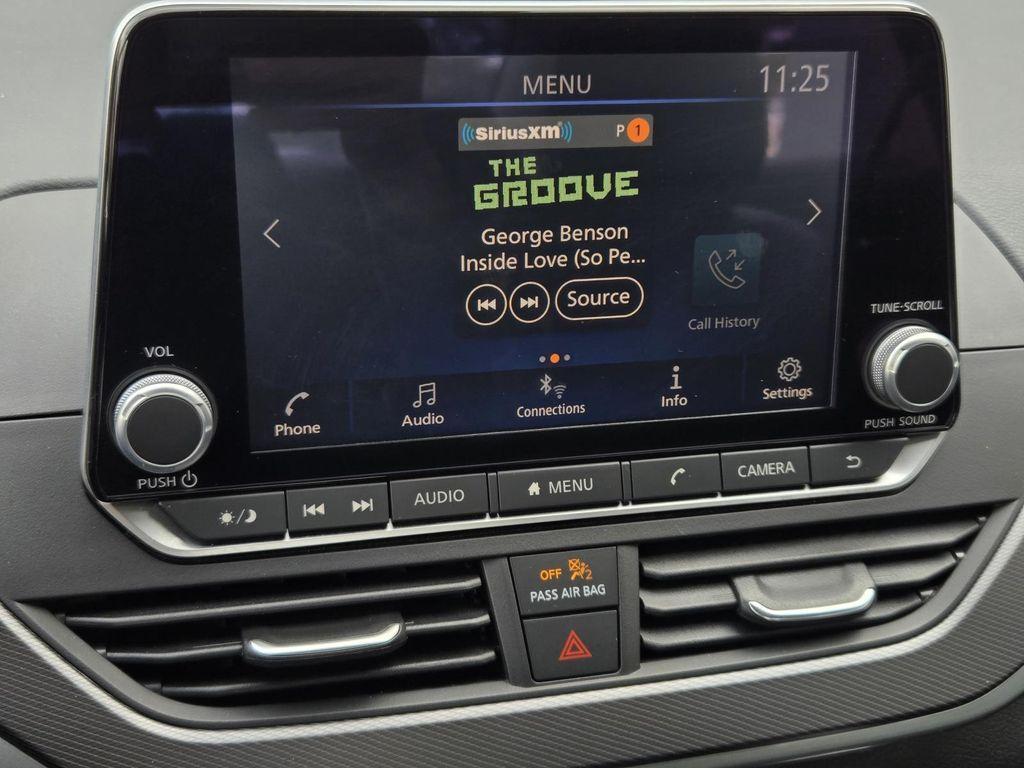 MENU
11:25
SiriusXM
P 1
THE
GROOVE
George Benson
Inside Love (So Pe...
Source
Call History
Phone
Audio
Connections
Info
Settings
VOL
PUSH
TUNE·SCROLL
PUSH SOUND
AUDIO
MENU
CAMERA
OFF 2
PASS AIR BAG